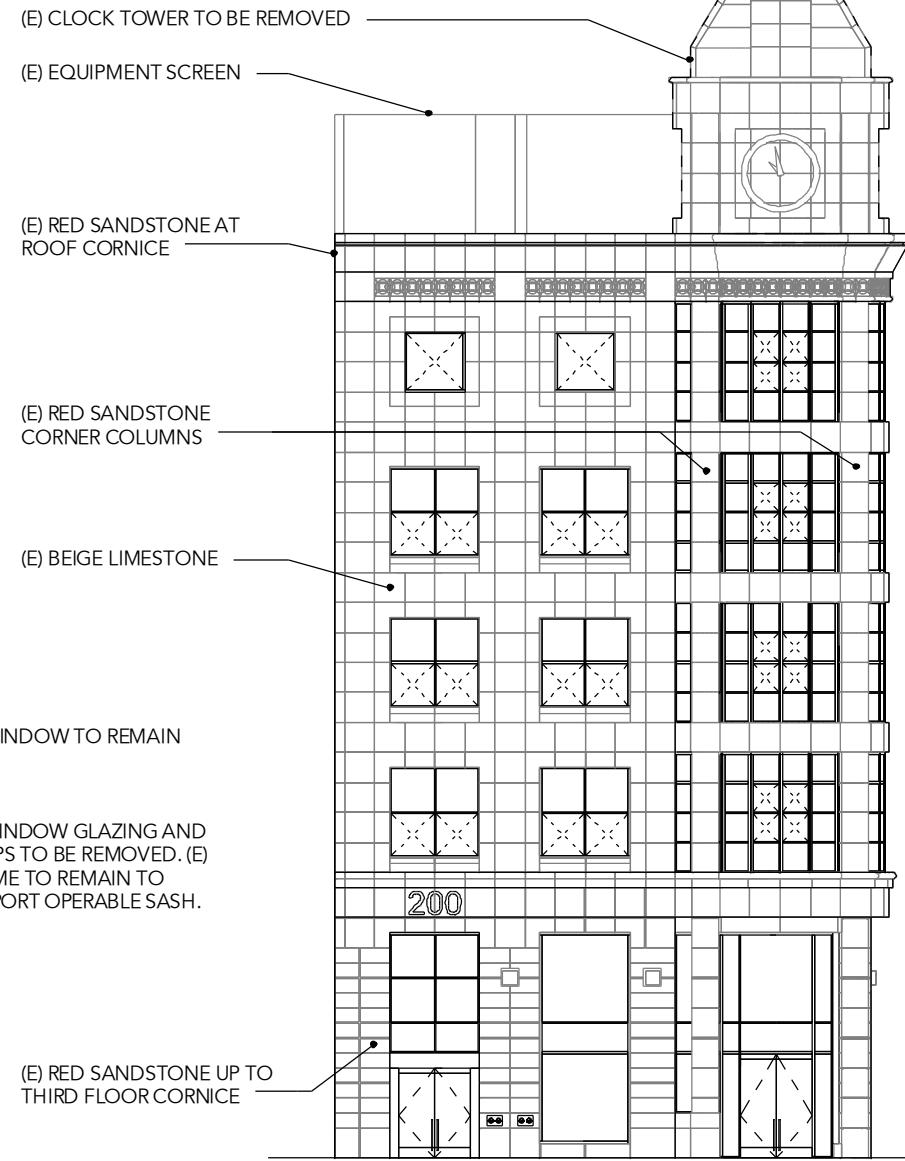 (E) CLOCK TOWER TO BE REMOVED
(E) EQUIPMENT SCREEN
(E) RED SANDSTONE AT
ROOF CORNICE
(E) RED SANDSTONE
CORNER COLUMNS
(E) BEIGE LIMESTONE
INDOW TO REMAIN
INDOW GLAZING AND
PS TO BE REMOVED. (E)
ME TO REMAIN TO
PORT OPERABLE SASH.
200
(E) RED SANDSTONE UP TO
THIRD FLOOR CORNICE